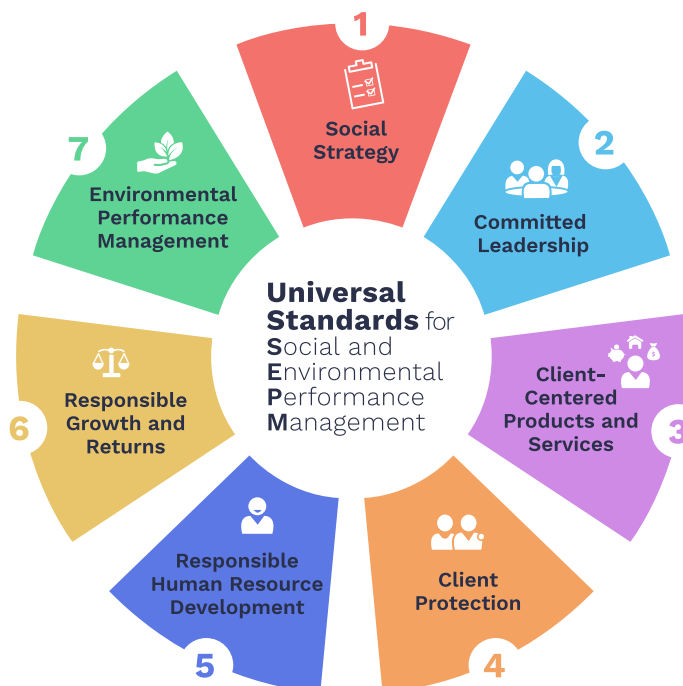 1
Social
Strategy
2
Committed
Leadership
3
Client-
Centered
Products and
Services
4
Client
Protection
5
Responsible
Human Resource
Development
6
Responsible
Growth and
Returns
7
Environmental
Performance
Management
Universal
Standards for
Social and
Environmental
Performance
Management